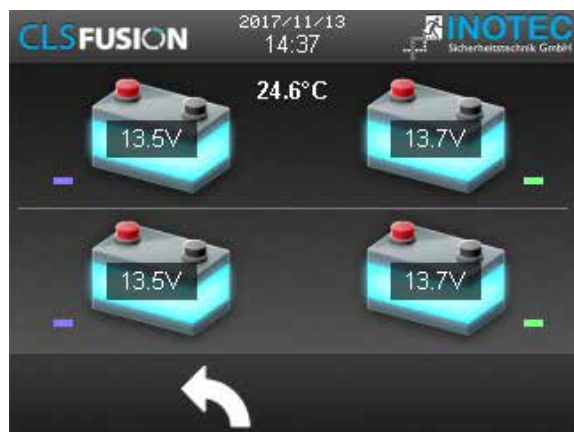 CLSFUSION
2017/11/13
14:37
INOTEC
Sicherheitstechnik GmbH
24.6°C
13.5V
13.7V
13.5V
13.7V